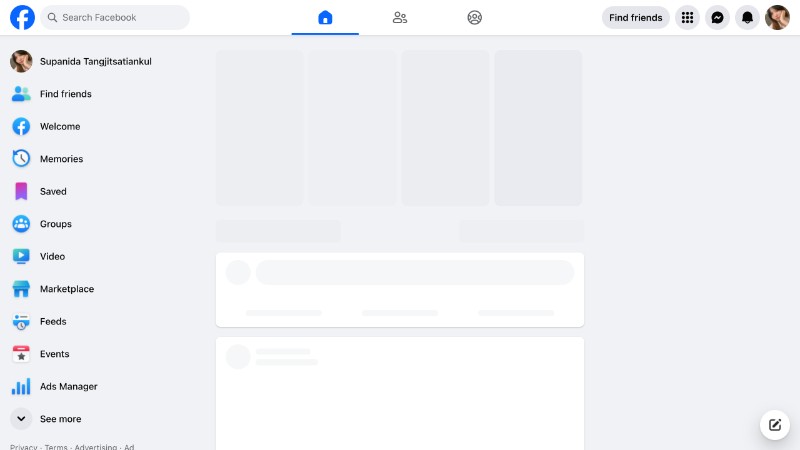 Search Facebook
Find friends
Supanida Tangjitsatiankul
Find friends
Welcome
Memories
Saved
Groups
Video
Marketplace
Feeds
Events
Ads Manager
See more
Privacy · Terms · Advertising · Ad